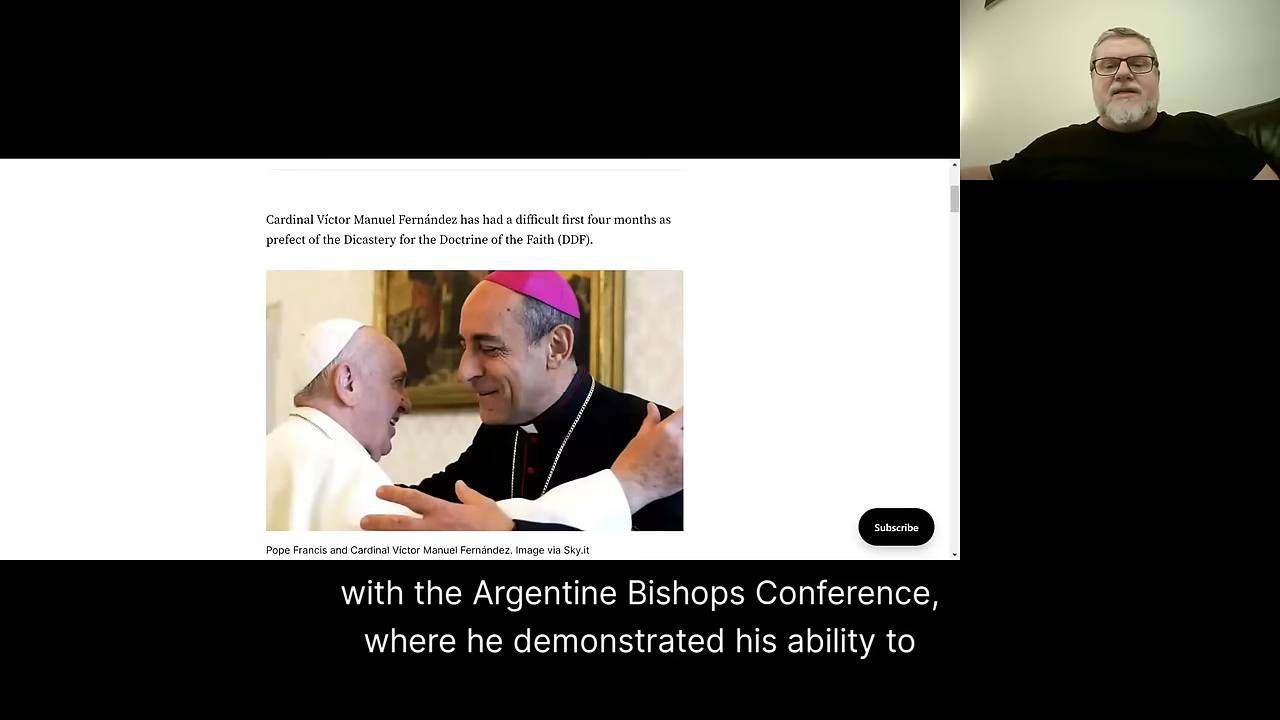 Cardinal Víctor Manuel Fernández has had a difficult first four months as
prefect of the Dicastery for the Doctrine of the Faith (DDF).
Subscribe
Pope Francis and Cardinal Víctor Manuel Fernández. Image via Sky.it
with the Argentine Bishops Conference,
where he demonstrated his ability to